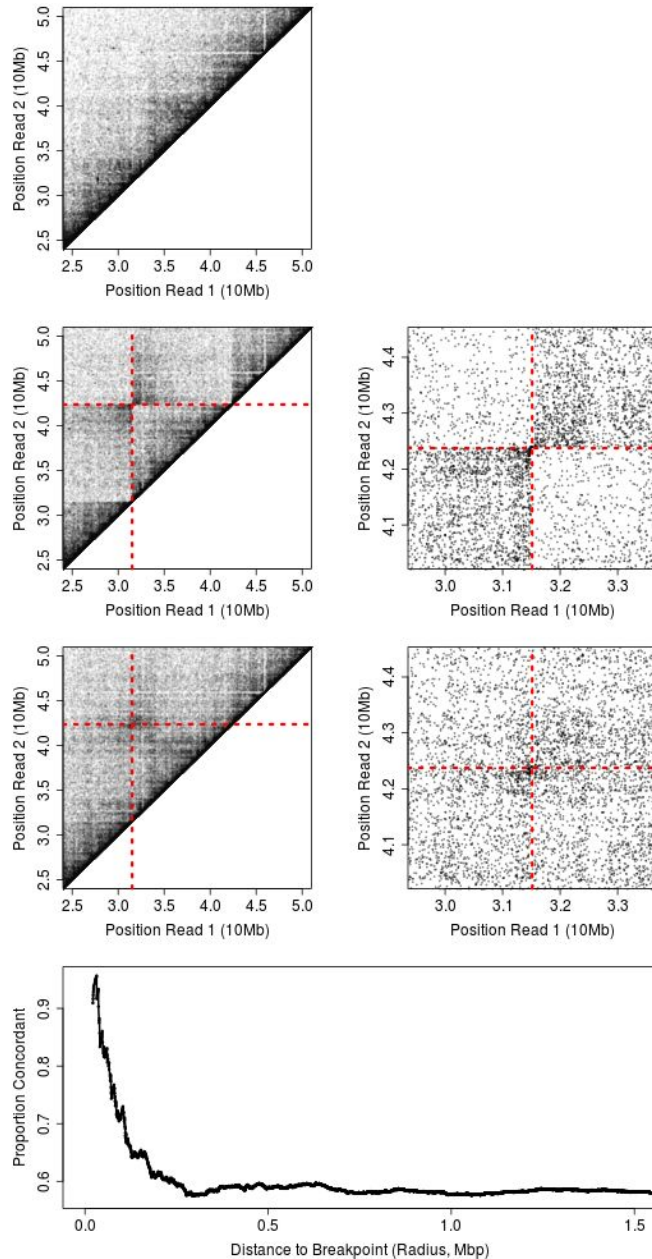 5.0
4.5
4.0
3.5
3.0
2.5
Position Read 2 (10Mb)
2.5 3.0 3.5 4.0 4.5 5.0
Position Read 1 (10Mb)
5.0
4.5
4.0
3.5
3.0
2.5
Position Read 2 (10Mb)
2.5 3.0 3.5 4.0 4.5 5.0
Position Read 1 (10Mb)
4.4
4.3
4.2
4.1
Position Read 2 (10Mb)
3.0 3.1 3.2 3.3
Position Read 1 (10Mb)
5.0
4.5
4.0
3.5
3.0
2.5
Position Read 2 (10Mb)
2.5 3.0 3.5 4.0 4.5 5.0
Position Read 1 (10Mb)
4.4
4.3
4.2
4.1
Position Read 2 (10Mb)
3.0 3.1 3.2 3.3
Position Read 1 (10Mb)
0.9
0.8
0.7
0.6
Proportion Concordant
0.0 0.5 1.0 1.5
Distance to Breakpoint (Radius, Mbp)